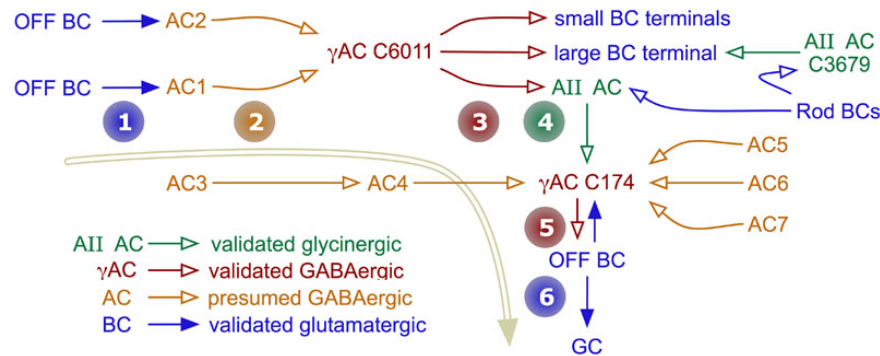 OFF BC AC2 small BC terminals
γAC C6011 large BC terminal AII AC
C3679
OFF BC AC1 AII AC
Rod BCs
1 2 3 4
AC5
AC3 AC4 γAC C174 AC6
5 AC7
AII AC validated glycinergic
γAC validated GABAergic OFF BC
AC presumed GABAergic 6
BC validated glutamatergic
GC